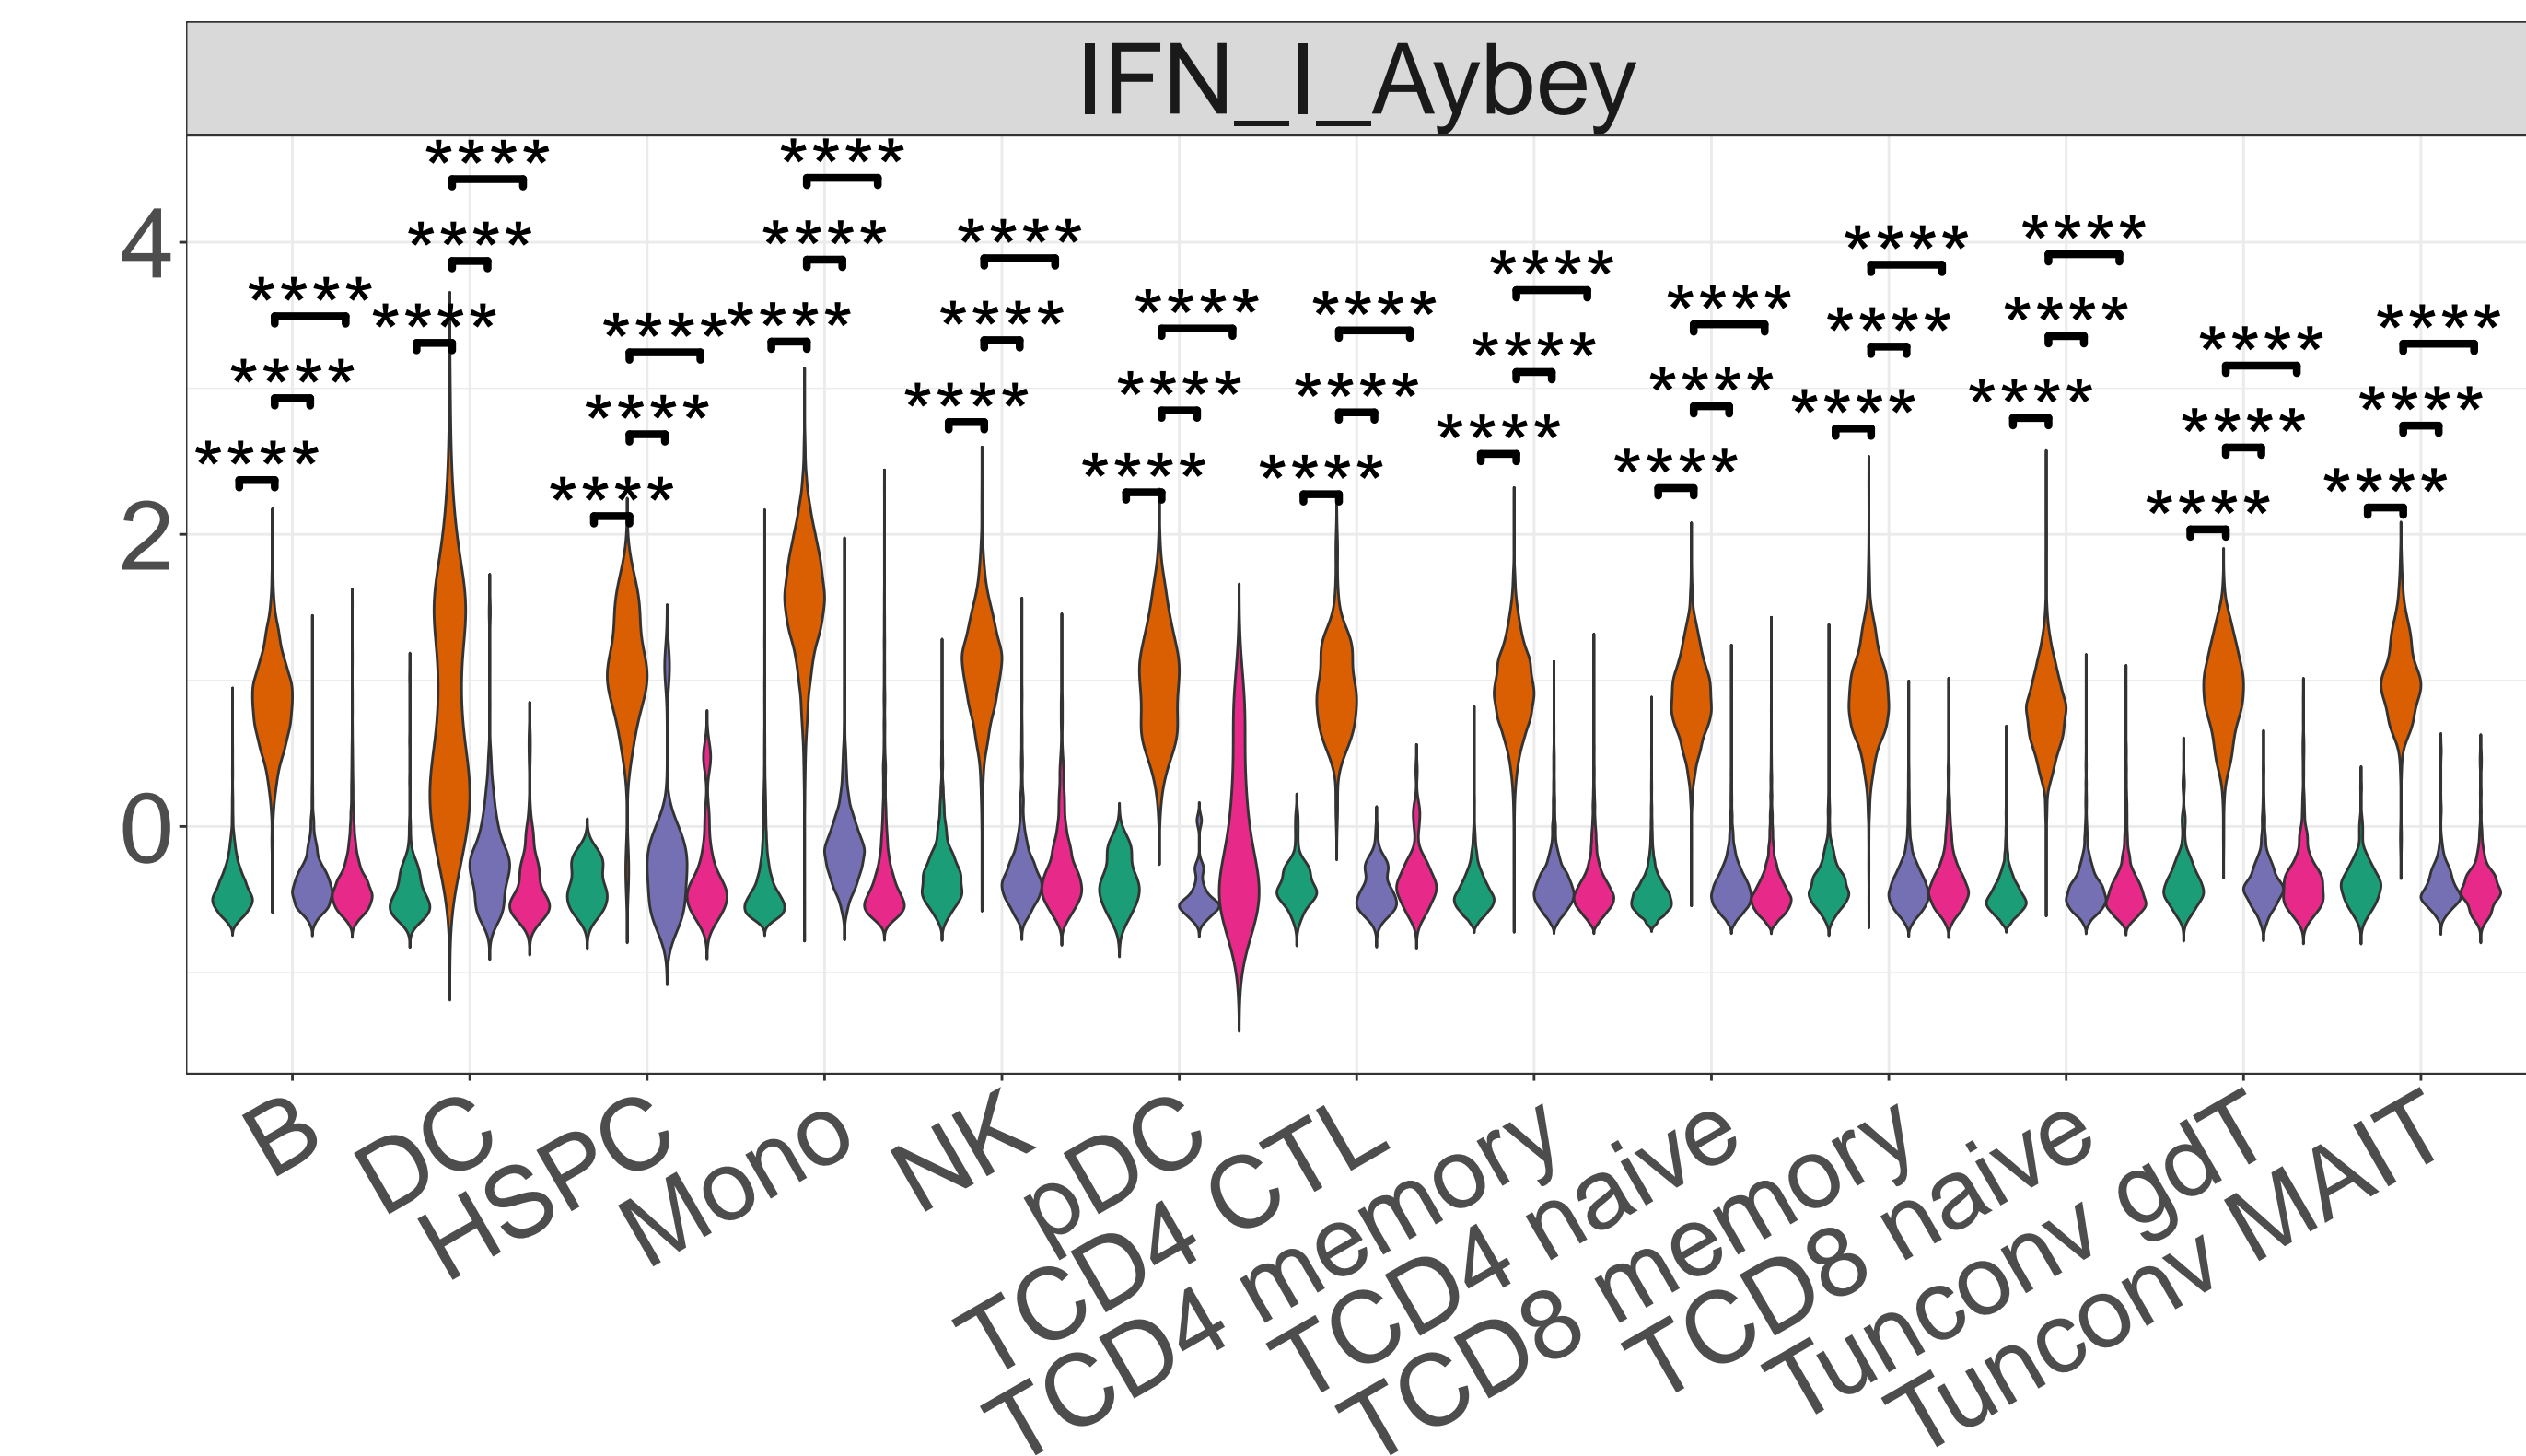 IFN_I_Aybey
**** ****
**** ****
**** **** **** ****
**** **** **** ****
**** **** **** **** **** **** ****
**** **** **** **** **** ****
**** **** **** **** **** ****
**** **** **** **** ****
**** **** ****
**** ****
4
2
0
B
DC
HSPC
Mono
NK
pDC
TCD4 CTL
TCD4 memory
TCD4 naive
TCD8 memory
TCD8 naive
Tunconv gdT
Tunconv MAIT